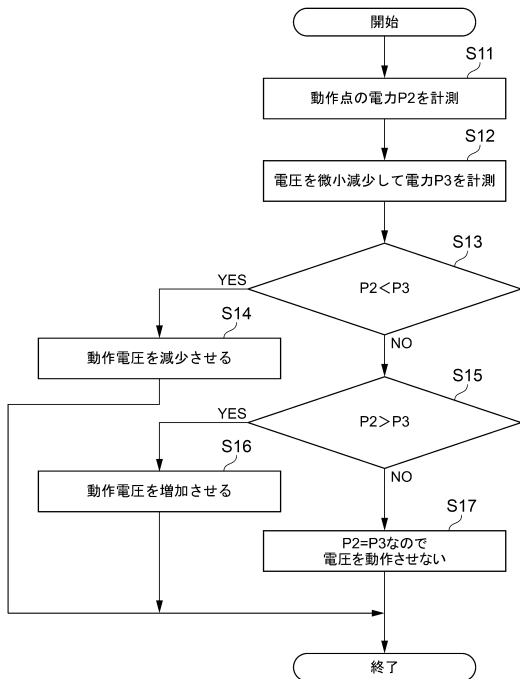 開始
S11
動作点の電力P2を計測
S12
電圧を微小減少して電力P3を計測
S13
P2<P3
YES
NO
S14
動作電圧を減少させる
S15
P2>P3
YES
NO
S16
動作電圧を増加させる
S17
P2=P3なので
電圧を動作させない
終了